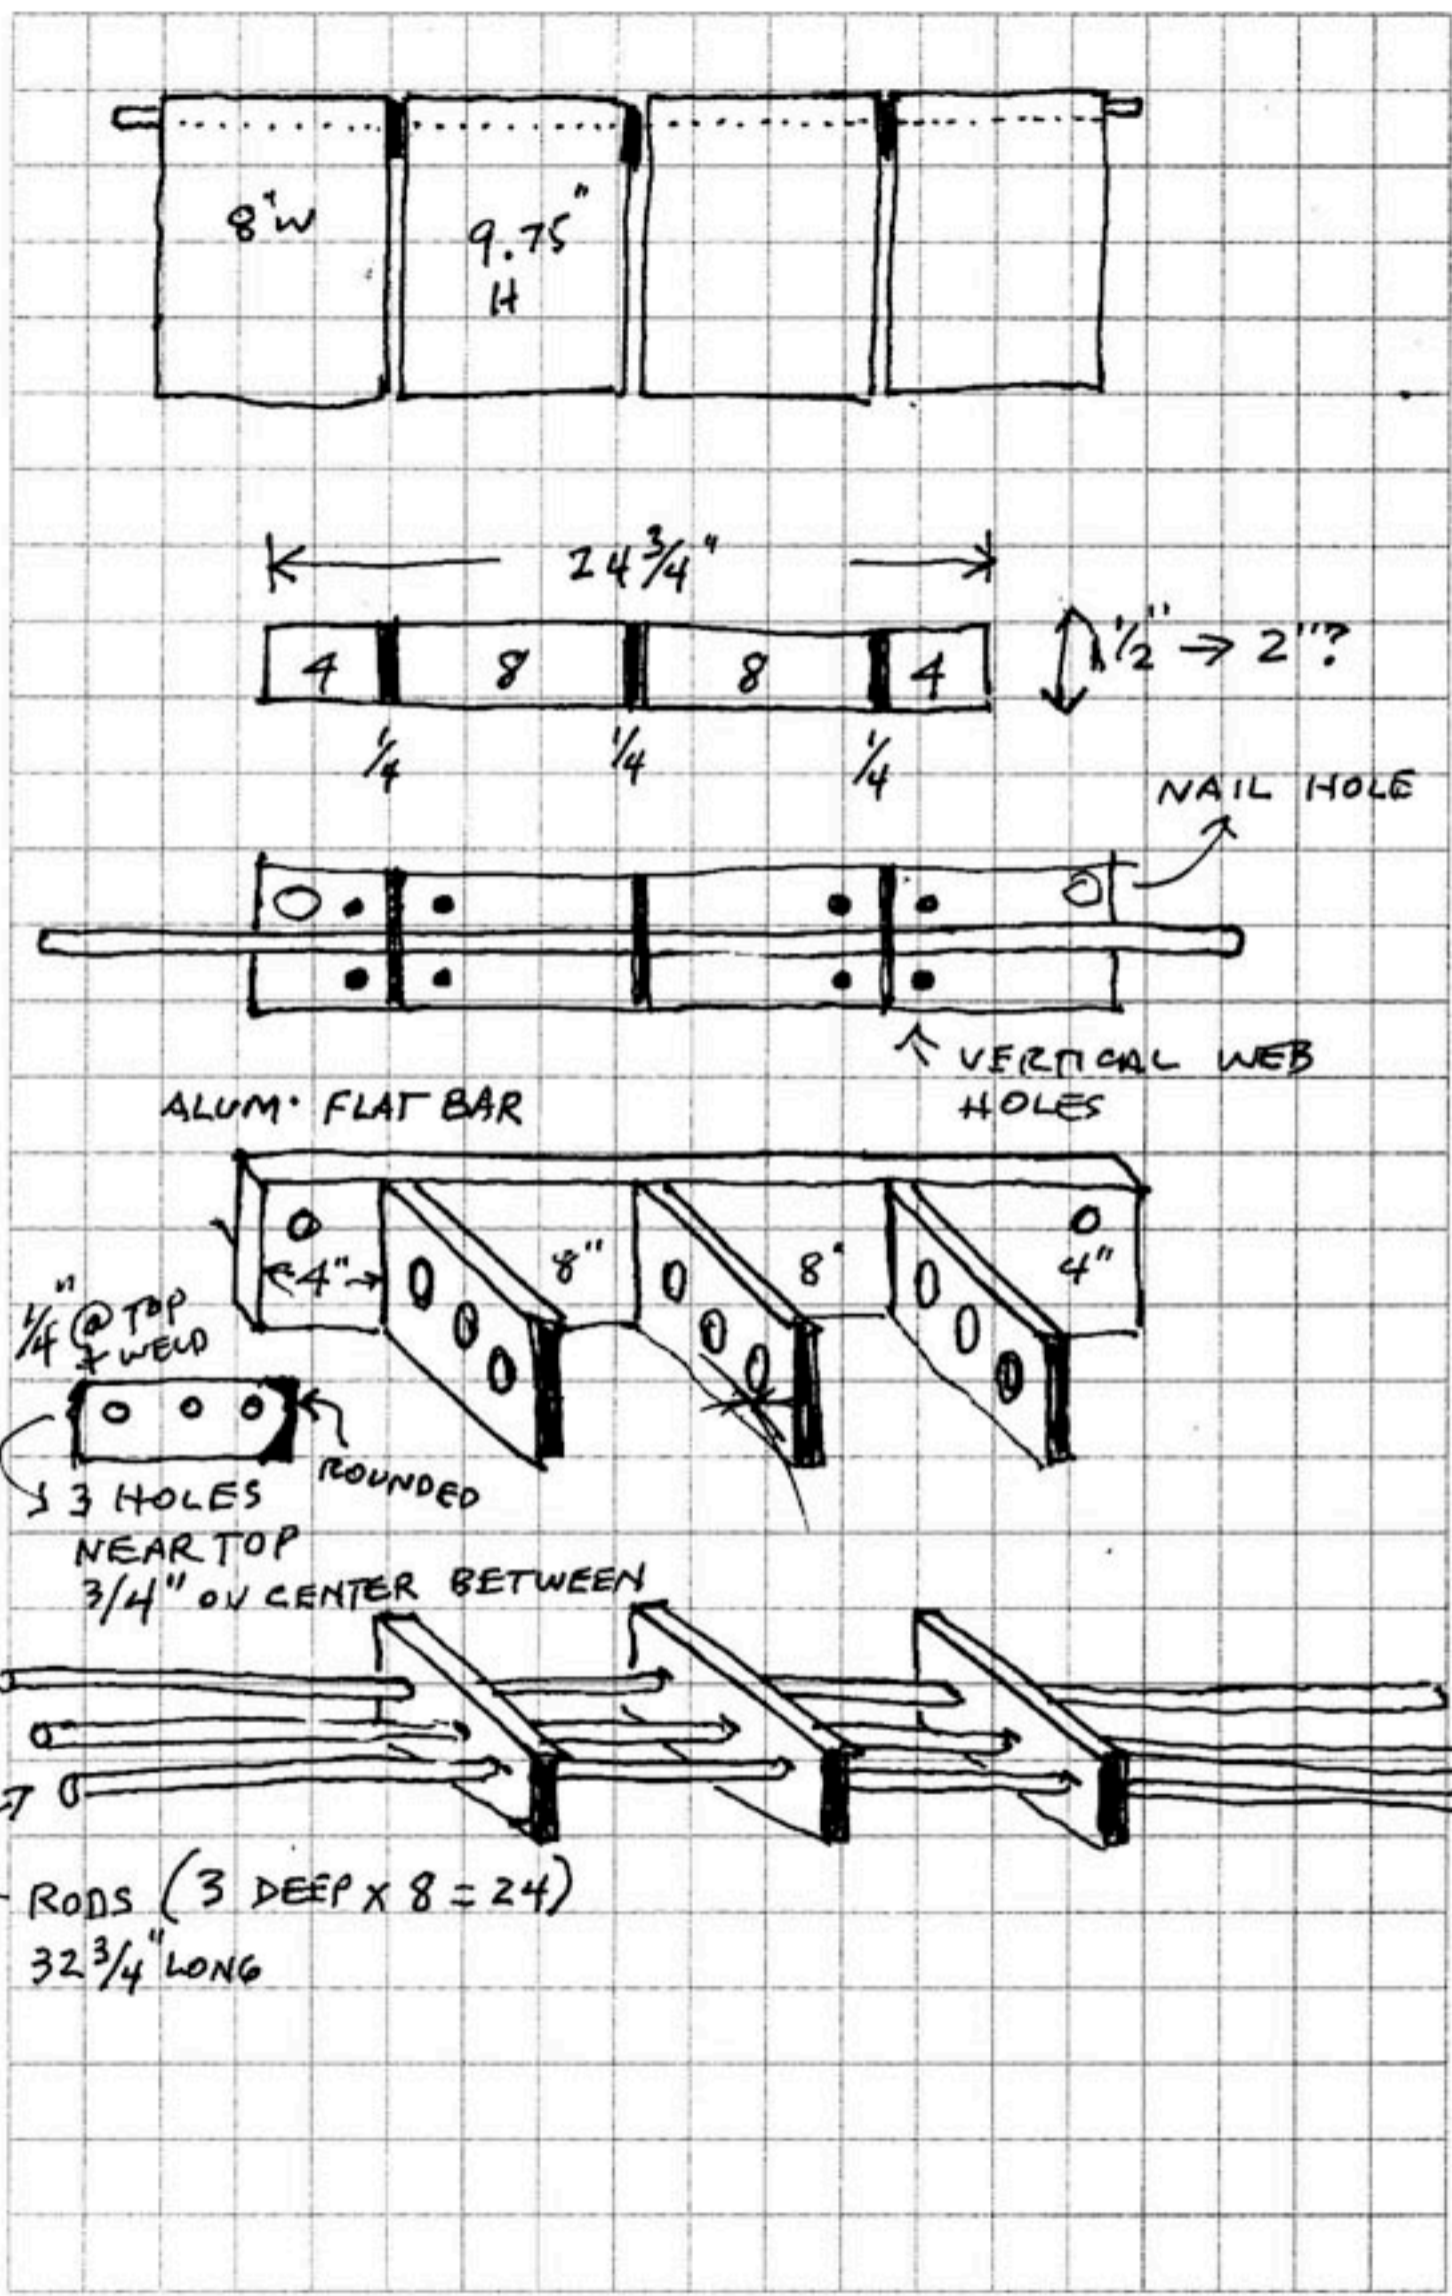 8"W
9.75"
H
24 3/4"
4 8 8 4
1/2" → 2"?
1/4 1/4 1/4
NAIL HOLE
VERTICAL WEB
HOLES
ALUM. FLAT BAR
4" 8" 8" 4"
1/4" @ TOP
+ WELD
ROUNDED
3 HOLES
NEAR TOP
3/4" ON CENTER BETWEEN
RODS (3 DEEP x 8 = 24)
32 3/4" LONG